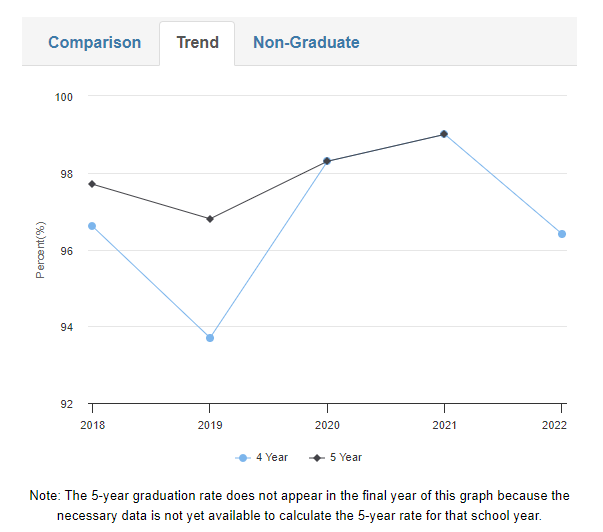 Comparison Trend Non-Graduate
100
98
96
94
92
Percent(%)
2018 2019 2020 2021 2022
4 Year 5 Year
Note: The 5-year graduation rate does not appear in the final year of this graph because the
necessary data is not yet available to calculate the 5-year rate for that school year.